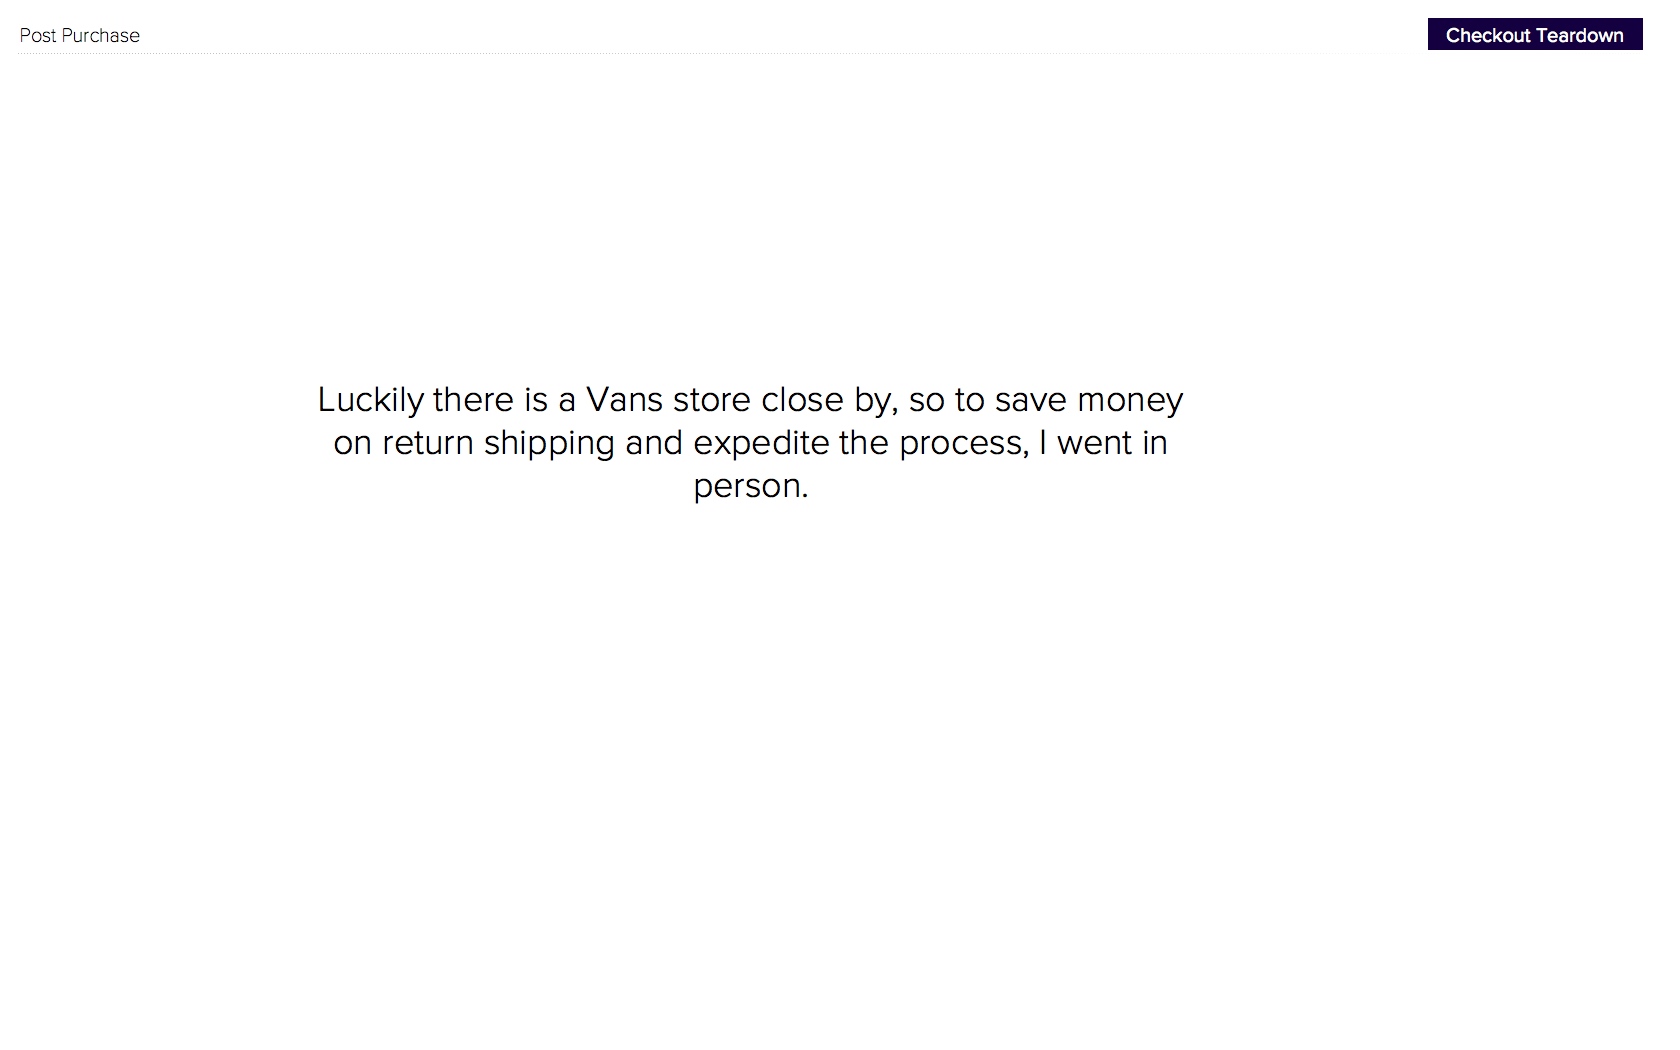 Post Purchase
Checkout Teardown
Luckily there is a Vans store close by, so to save money
on return shipping and expedite the process, I went in
person.